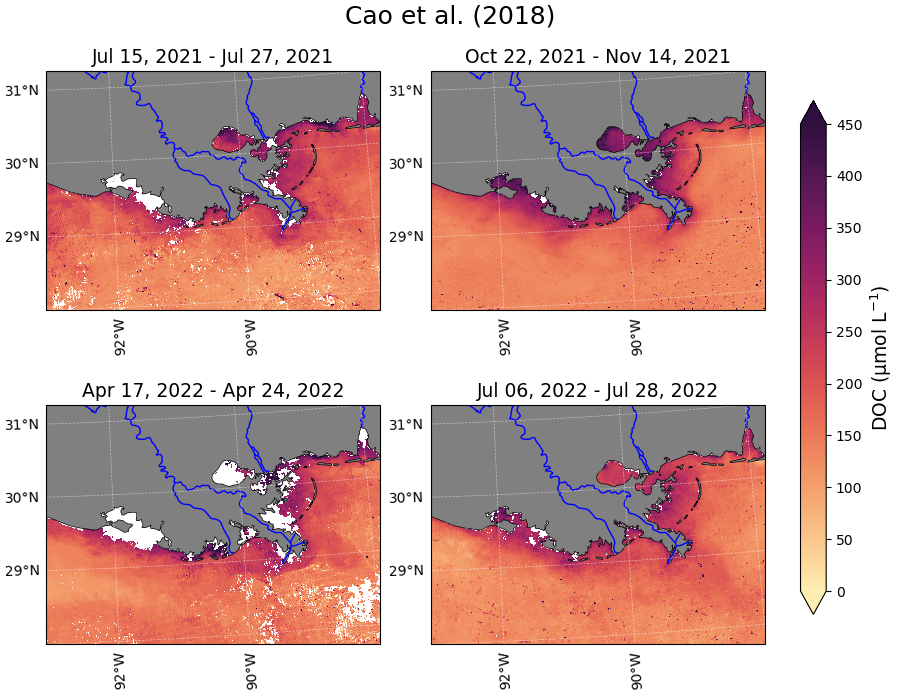 Cao et al. (2018)
Jul 15, 2021 - Jul 27, 2021
Oct 22, 2021 - Nov 14, 2021
31°N
30°N
29°N
92°W
90°W
31°N
30°N
29°N
92°W
90°W
Apr 17, 2022 - Apr 24, 2022
Jul 06, 2022 - Jul 28, 2022
31°N
30°N
29°N
92°W
90°W
31°N
30°N
29°N
92°W
90°W
450
400
350
300
250
200
150
100
50
0
DOC (µmol L⁻¹)